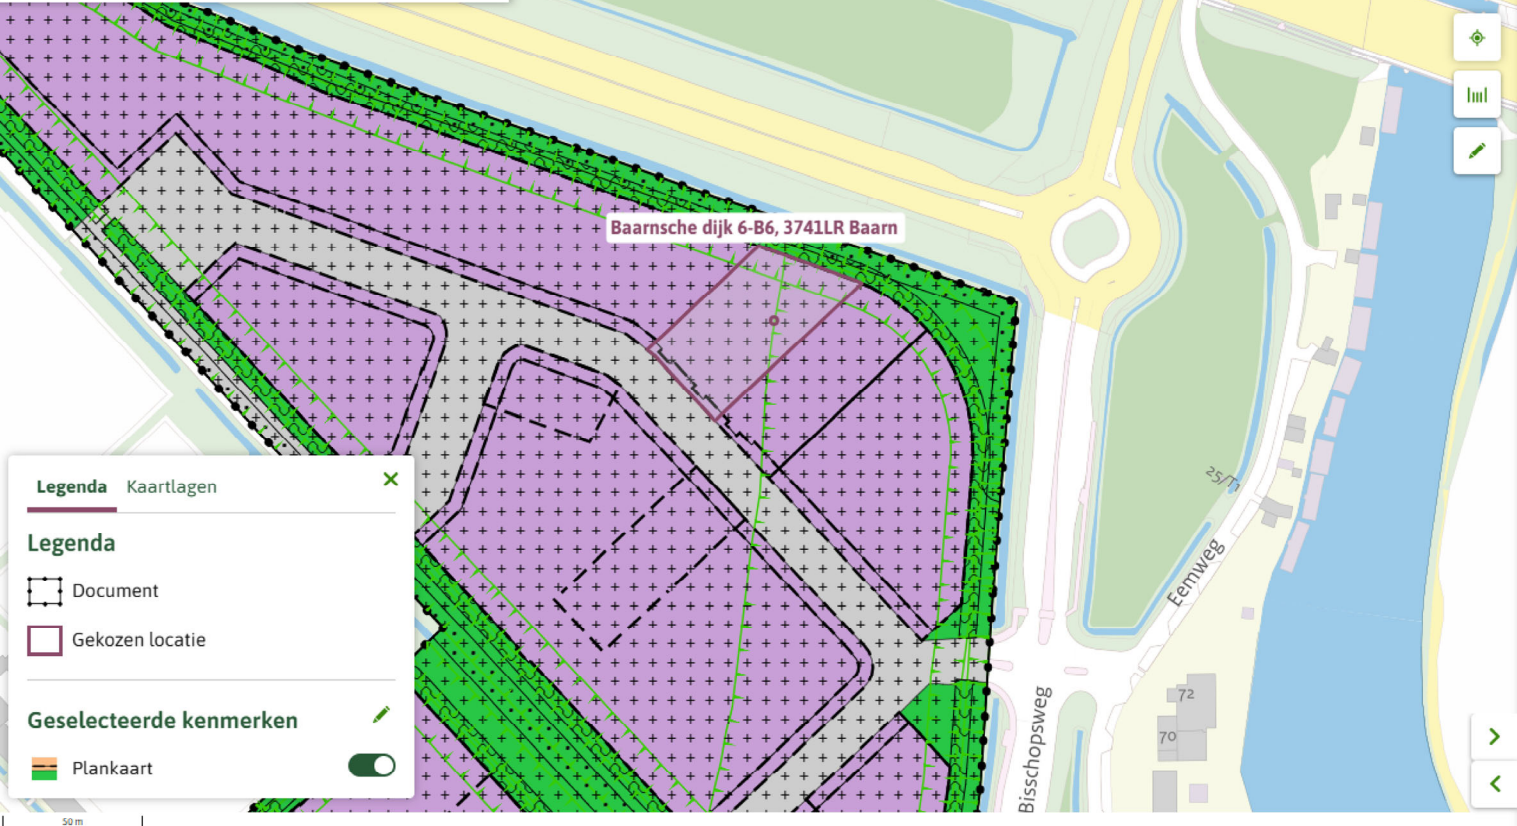 Baarnsche dijk 6-B6, 3741LR Baarn
25/T1
Eemweg
Bisschopsweg
72
70
Legenda
Kaartlagen
Legenda
Document
Gekozen locatie
Geselecteerde kenmerken
Plankaart
50 m